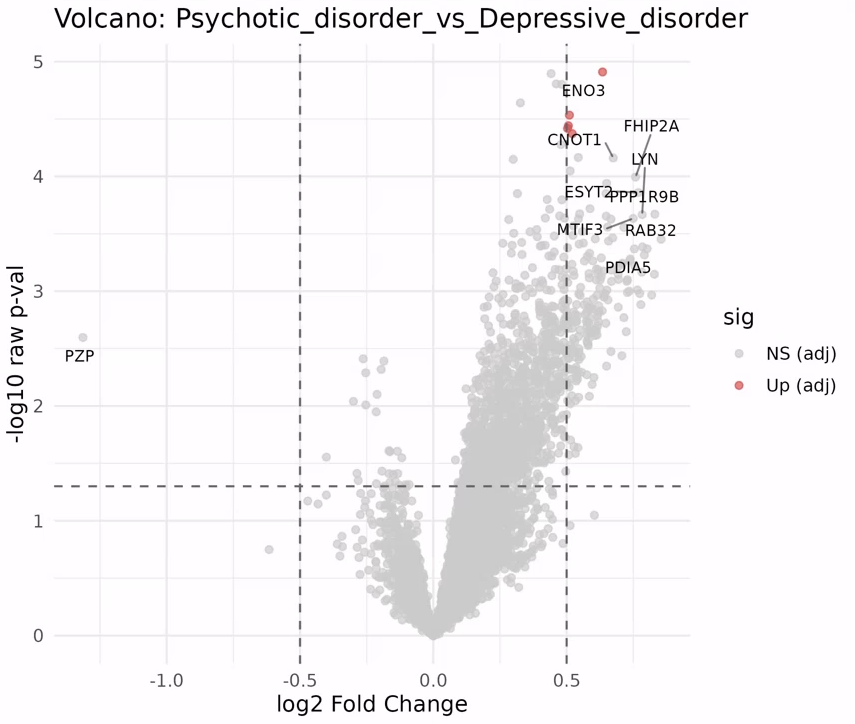 Volcano: Psychotic_disorder_vs_Depressive_disorder
5
ENO3
FHIP2A
CNOT1
LYN
4
ESYT2
PPP1R9B
MTIF3
RAB32
PDIA5
3
-log10 raw p-val
PZP
2
1
0
sig
NS (adj)
Up (adj)
-1.0
-0.5
0.0
0.5
log2 Fold Change